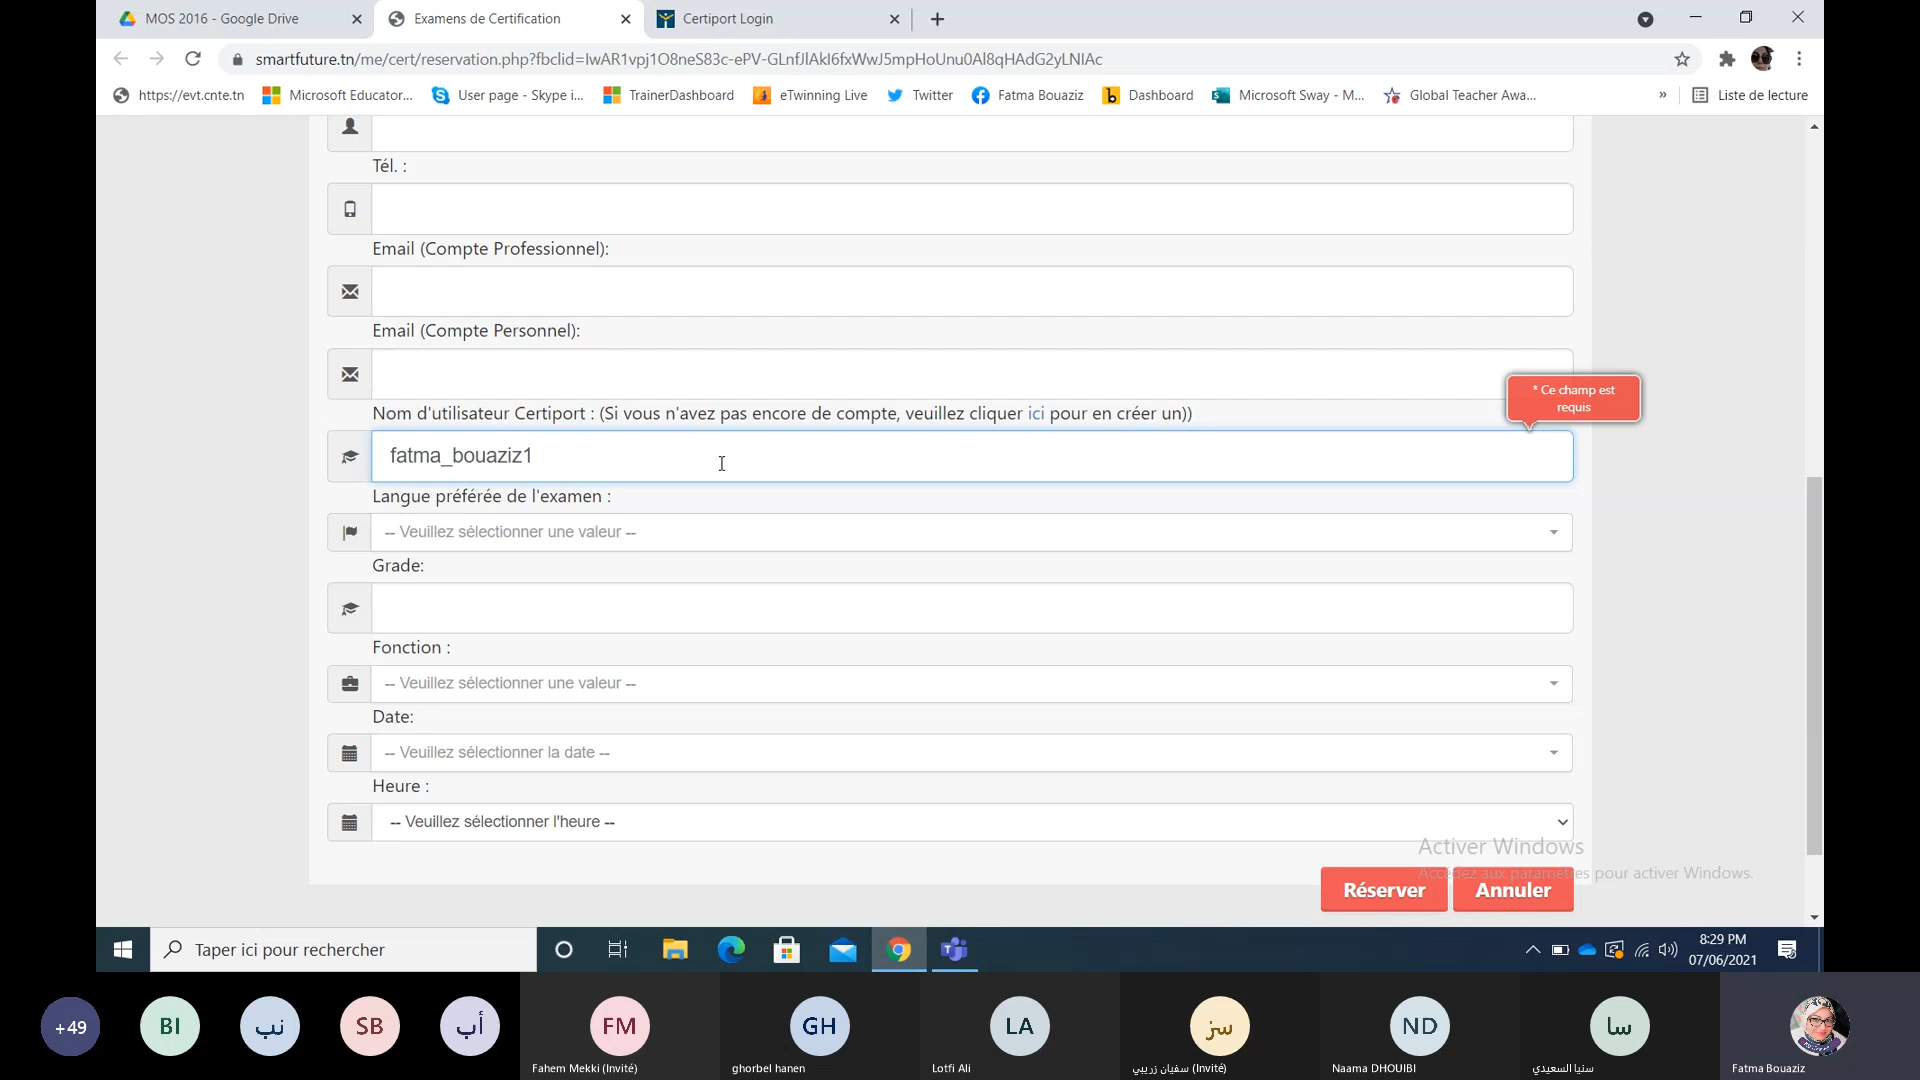 MOS 2016 - Google Drive
Examens de Certification
Certiport Login
smartfuture.tn/me/cert/reservation.php?fbclid=IwAR1vpj1O8neS83c-ePV-GLnfJlAkI6fxWwJ5mpHoUnu0Al8qHAdG2yLNIAc
https://evt.cnte.tn
Microsoft Educator...
User page - Skype i...
TrainerDashboard
eTwinning Live
Twitter
Fatma Bouaziz
Dashboard
Microsoft Sway - M...
Global Teacher Awa...
»
Liste de lecture
Tél. :
Email (Compte Professionnel):
Email (Compte Personnel):
* Ce champ est
requis
Nom d'utilisateur Certiport : (Si vous n'avez pas encore de compte, veuillez cliquer ici pour en créer un))
fatma_bouaziz1
Langue préférée de l'examen :
-- Veuillez sélectionner une valeur --
Grade:
Fonction :
-- Veuillez sélectionner une valeur --
Date:
-- Veuillez sélectionner la date --
Heure :
-- Veuillez sélectionner l'heure --
Activer Windows
Accédez aux paramètres pour activer Windows.
Réserver
Annuler
Taper ici pour rechercher
8:29 PM
07/06/2021
+49
BI
نب
SB
أب
FM
GH
LA
سز
ND
سا
Fahem Mekki (Invité)
ghorbel hanen
Lotfi Ali
سفيان زريبي (Invité)
Naama DHOUIBI
سنيا السعيدي
Fatma Bouaziz